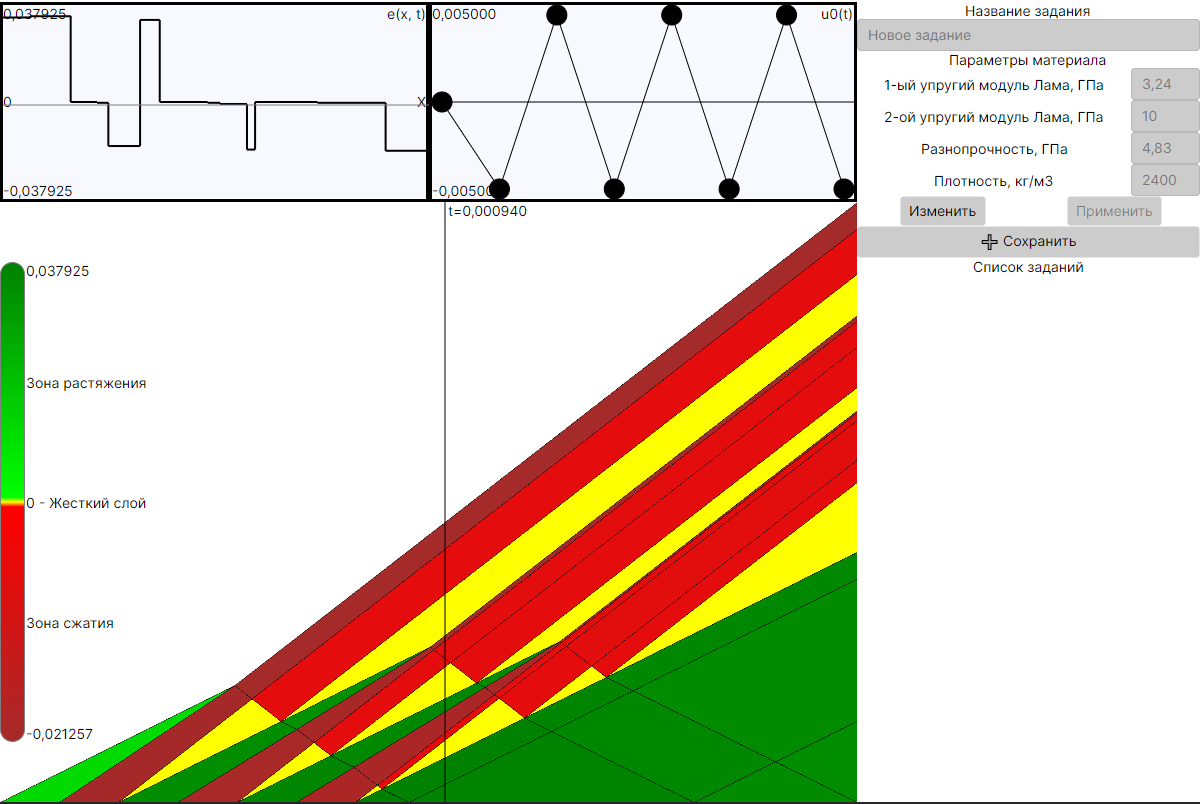 0,037925
e(x, t)
0
X
-0,037925
0,005000
u0(t)
-0,00500
t=0,000940
0,037925
Зона растяжения
0 - Жесткий слой
Зона сжатия
-0,021257
Название задания
Новое задание
Параметры материала
1-ый упругий модуль Лама, ГПа
3,24
2-ой упругий модуль Лама, ГПа
10
Разнопрочность, ГПа
4,83
Плотность, кг/м3
2400
Изменить
Применить
Сохранить
Список заданий